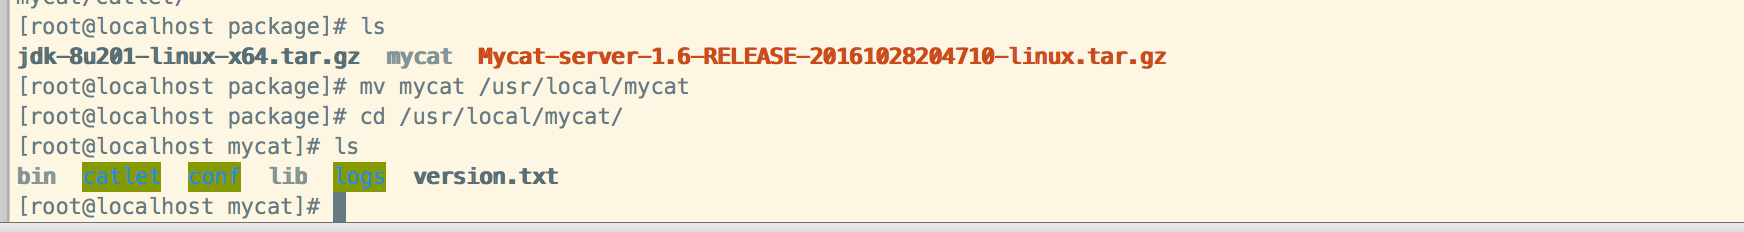 mycat/catlet/
[root@localhost package]# ls
jdk-8u201-linux-x64.tar.gz  mycat  Mycat-server-1.6-RELEASE-20161028204710-linux.tar.gz
[root@localhost package]# mv mycat /usr/local/mycat
[root@localhost package]# cd /usr/local/mycat/
[root@localhost mycat]# ls
bin  catlet  conf  lib  logs  version.txt
[root@localhost mycat]#